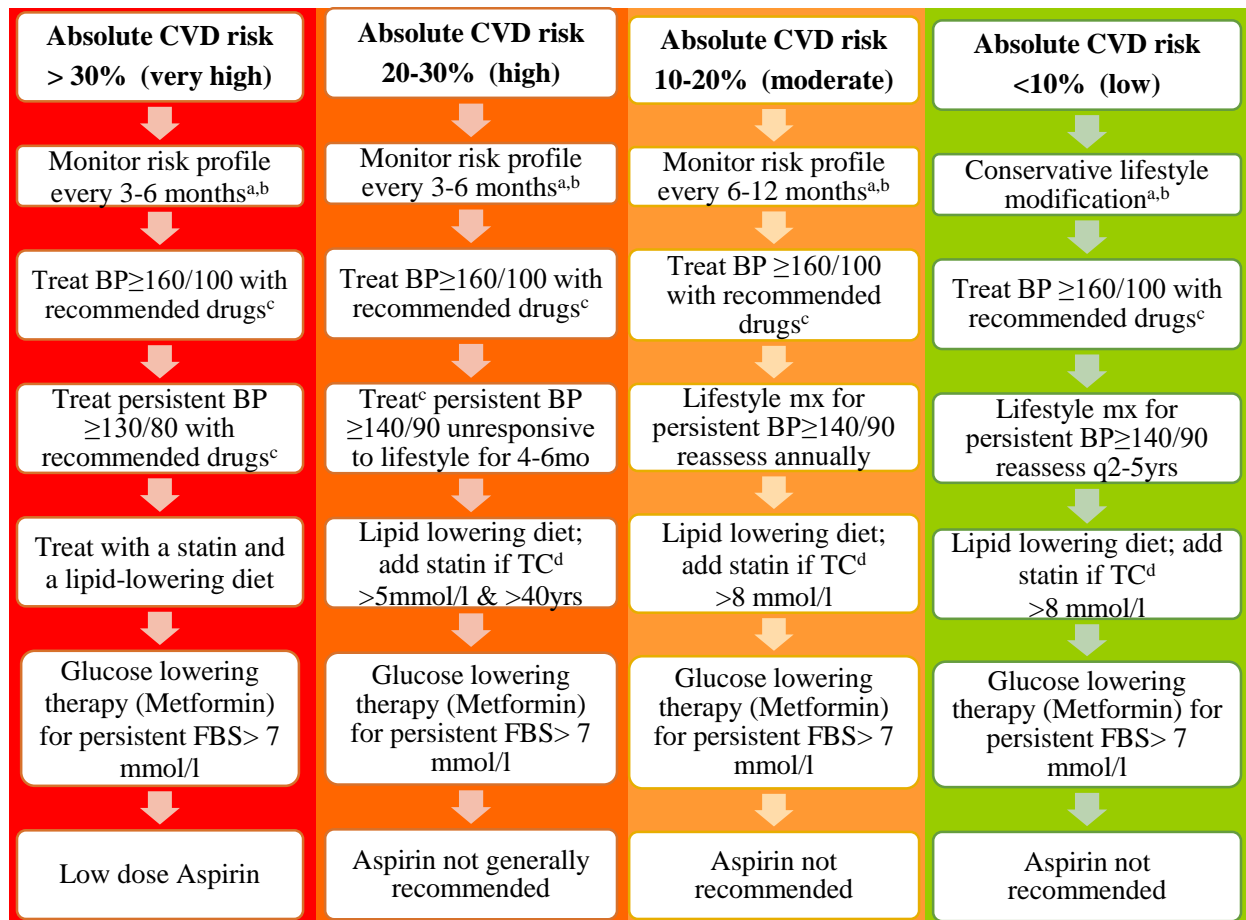 Absolute CVD risk
> 30% (very high)
Monitor risk profile
every 3-6 monthsᵃ,ᵇ
Treat BP≥160/100 with
recommended drugsᶜ
Treat persistent BP
≥130/80 with
recommended drugsᶜ
Treat with a statin and
a lipid-lowering diet
Glucose lowering
therapy (Metformin)
for persistent FBS> 7
mmol/l
Low dose Aspirin
Absolute CVD risk
20-30% (high)
Monitor risk profile
every 3-6 monthsᵃ,ᵇ
Treat BP≥160/100 with
recommended drugsᶜ
Treatᶜ persistent BP
≥140/90 unresponsive
to lifestyle for 4-6mo
Lipid lowering diet;
add statin if TCᵈ
>5mmol/l & >40yrs
Glucose lowering
therapy (Metformin)
for persistent FBS> 7
mmol/l
Aspirin not generally
recommended
Absolute CVD risk
10-20% (moderate)
Monitor risk profile
every 6-12 monthsᵃ,ᵇ
Treat BP ≥160/100
with recommended
drugsᶜ
Lifestyle mx for
persistent BP≥140/90
reassess annually
Lipid lowering diet;
add statin if TCᵈ
>8 mmol/l
Glucose lowering
therapy (Metformin)
for persistent FBS> 7
mmol/l
Aspirin not
recommended
Absolute CVD risk
<10% (low)
Conservative lifestyle
modificationᵃ,ᵇ
Treat BP ≥160/100 with
recommended drugsᶜ
Lifestyle mx for
persistent BP≥140/90
reassess q2-5yrs
Lipid lowering diet; add
statin if TCᵈ
>8 mmol/l
Glucose lowering
therapy (Metformin) for
persistent FBS> 7
mmol/l
Aspirin not
recommended